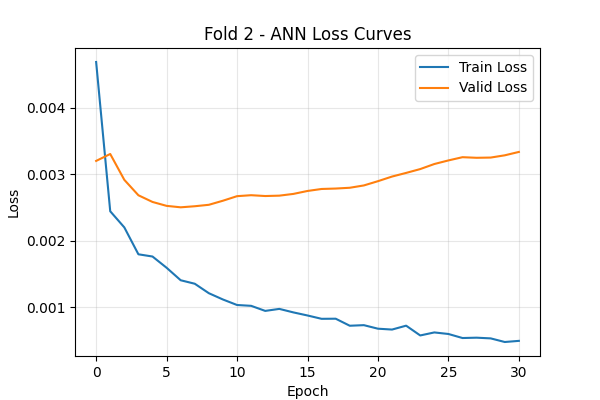 Fold 2 - ANN Loss Curves
Train Loss
Valid Loss
0.004
0.003
0.002
0.001
Loss
0 5 10 15 20 25 30
Epoch